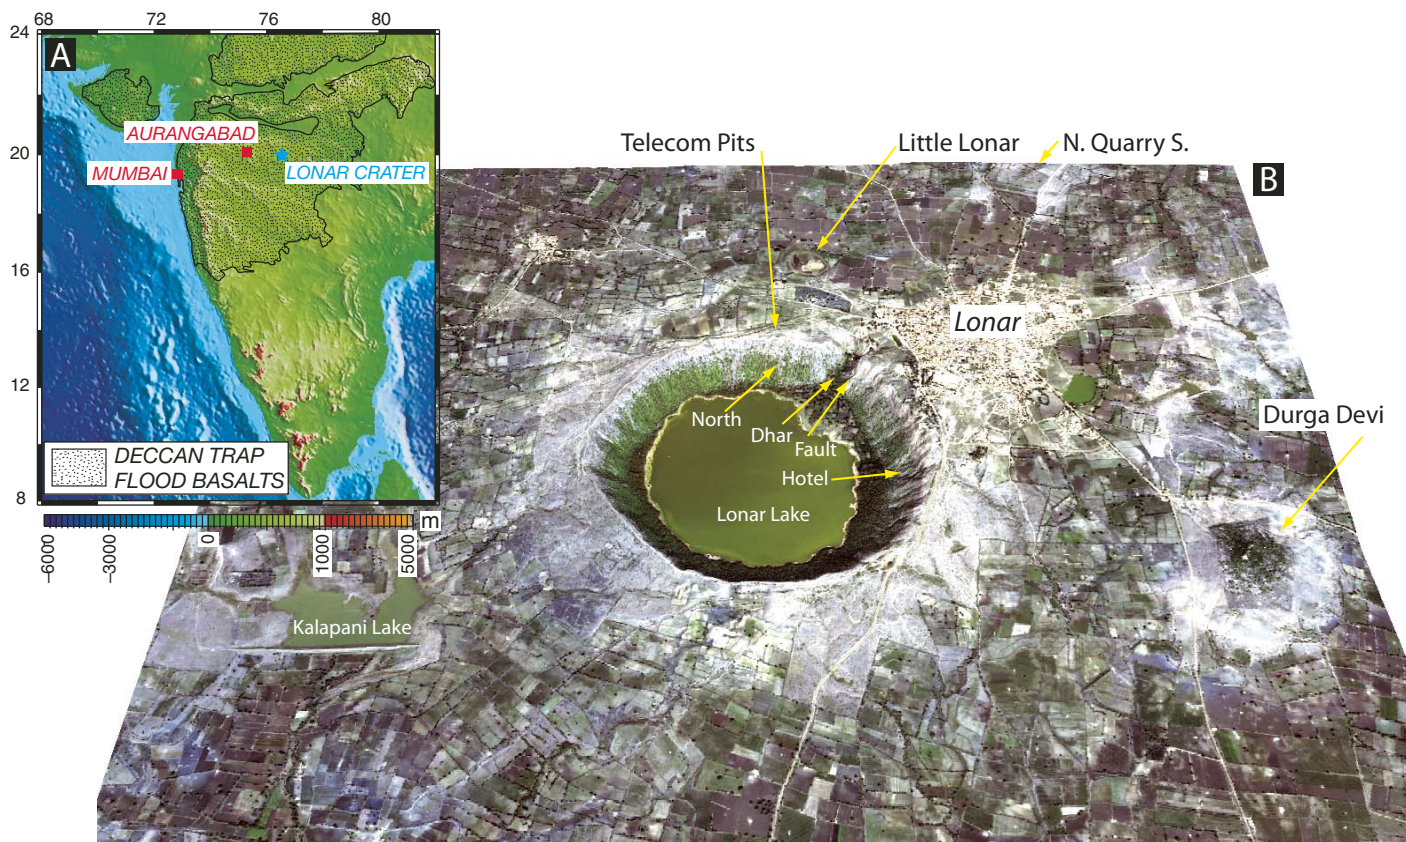 68 72 76 80
24
20
16
12
8
A
AURANGABAD
MUMBAI
LONAR CRATER
DECCAN TRAP
FLOOD BASALTS
m
−6000
−3000
0
1000
5000
B
Telecom Pits
Little Lonar
N. Quarry S.
Lonar
Durga Devi
North
Dhar
Fault
Hotel
Lonar Lake
Kalapani Lake